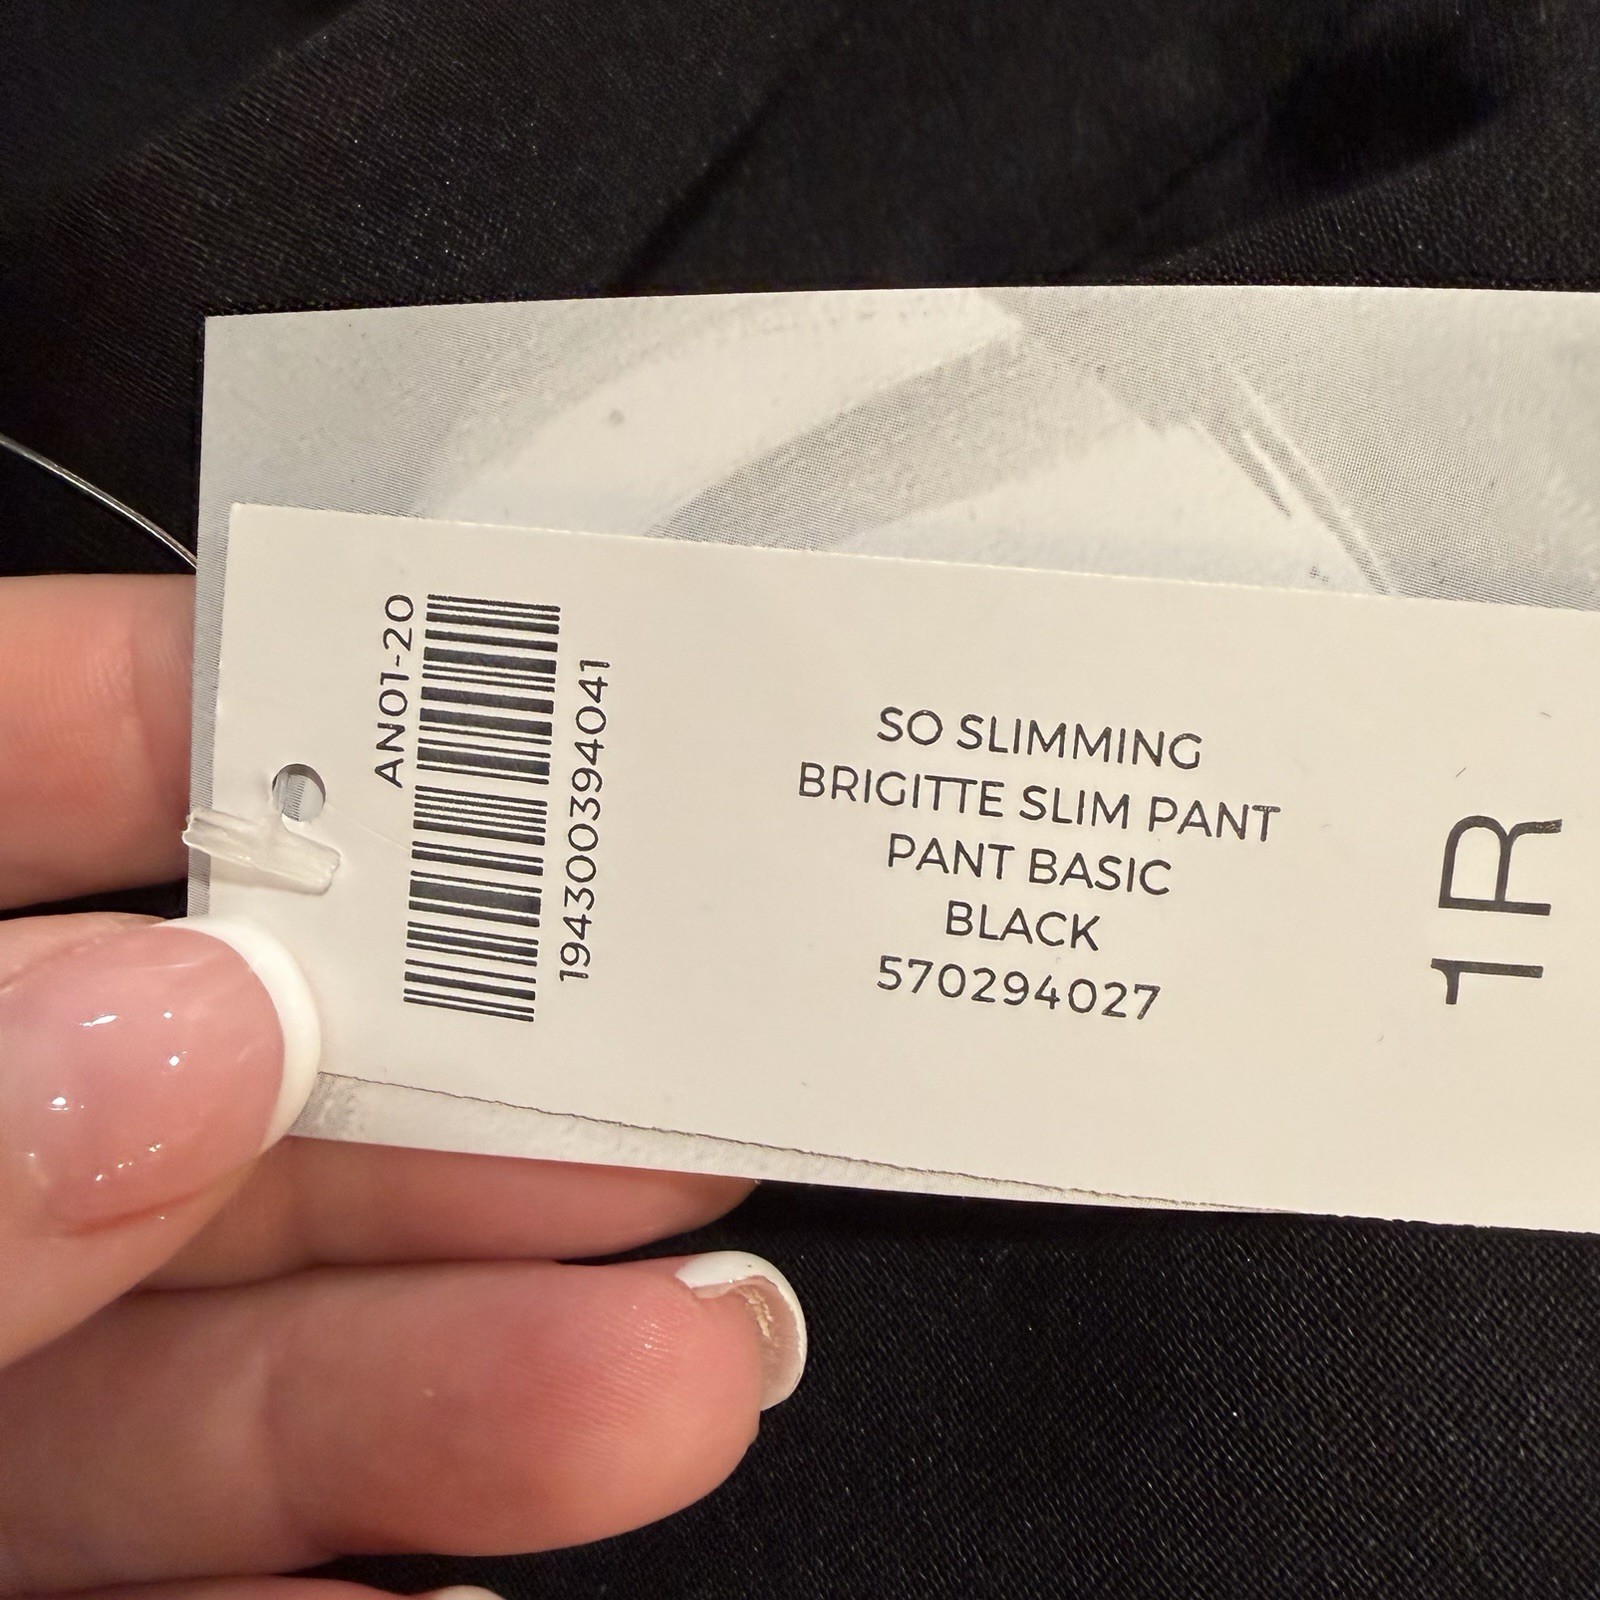 AN01-20
194300394041
SO SLIMMING
BRIGITTE SLIM PANT
PANT BASIC
BLACK
570294027
1R